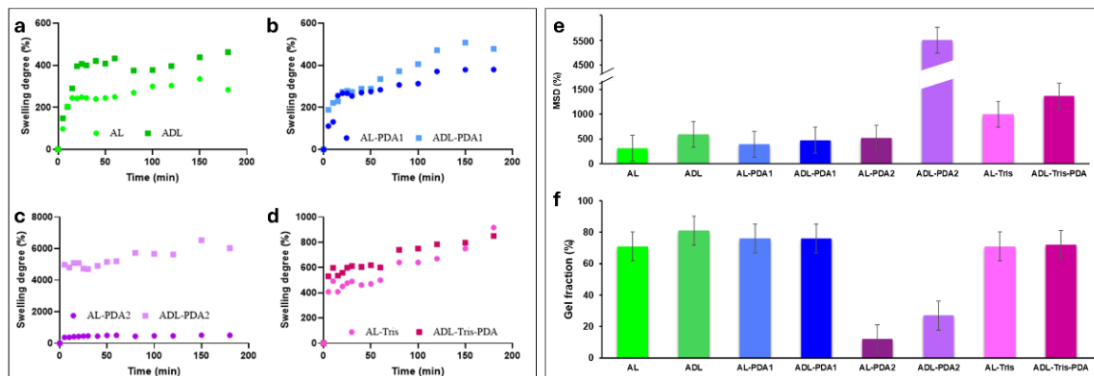 a
Swelling degree (%)
600
400
200
0
AL
ADL
0
50
100
150
200
Time (min)
b
Swelling degree (%)
600
400
200
0
AL-PDA1
ADL-PDA1
0
50
100
150
200
Time (min)
c
Swelling degree (%)
8000
6000
4000
2000
0
AL-PDA2
ADL-PDA2
0
50
100
150
200
Time (min)
d
Swelling degree (%)
1000
800
600
400
200
0
AL-Tris
ADL-Tris-PDA
0
50
100
150
200
Time (min)
e
MSD (%)
5500
4500
1500
1000
500
0
AL
ADL
AL-PDA1
ADL-PDA1
AL-PDA2
ADL-PDA2
AL-Tris
ADL-Tris-PDA
f
Gel fraction (%)
100
80
60
40
20
0
AL
ADL
AL-PDA1
ADL-PDA1
AL-PDA2
ADL-PDA2
AL-Tris
ADL-Tris-PDA